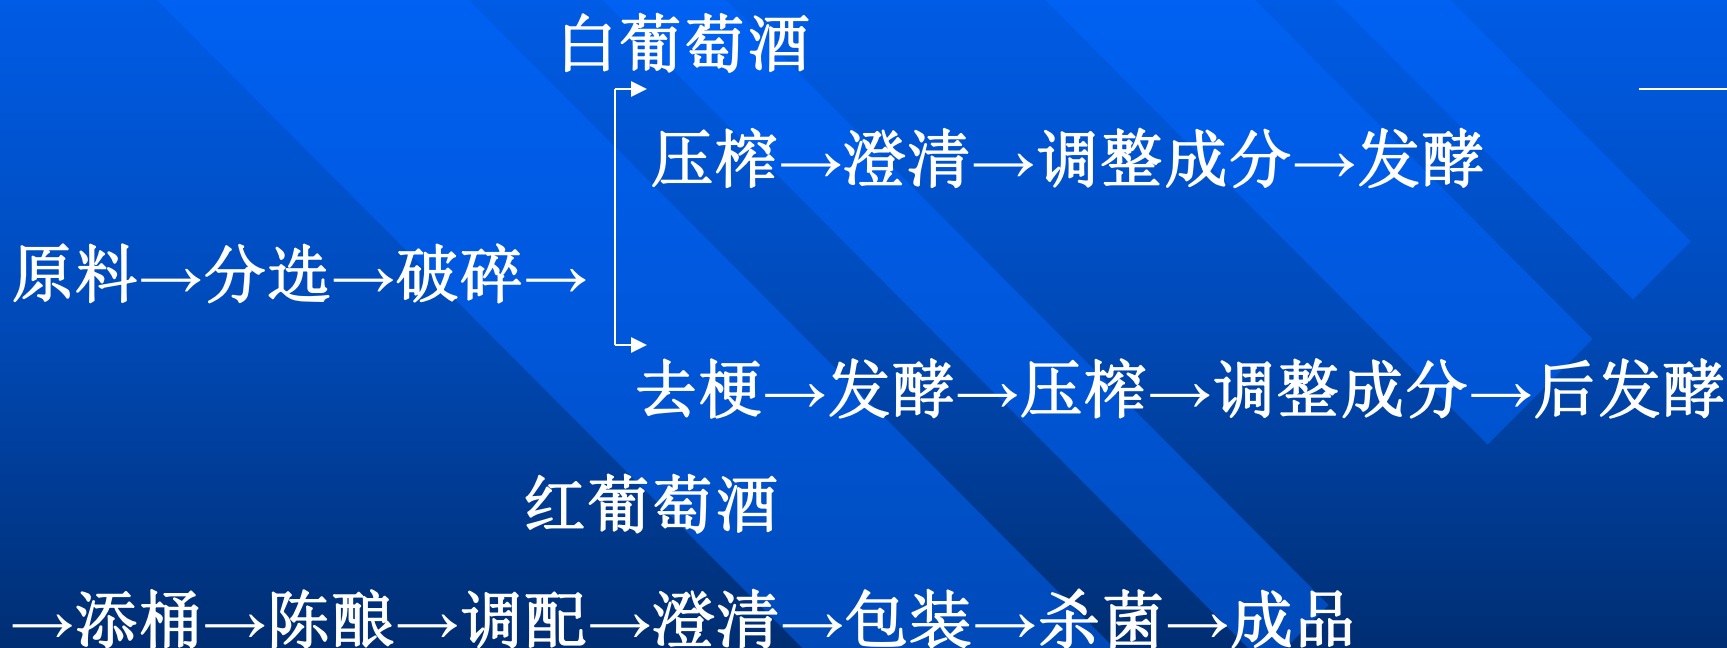 白葡萄酒
压榨→澄清→调整成分→发酵
原料→分选→破碎→
去梗→发酵→压榨→调整成分→后发酵
红葡萄酒
→添桶→陈酿→调配→澄清→包装→杀菌→成品